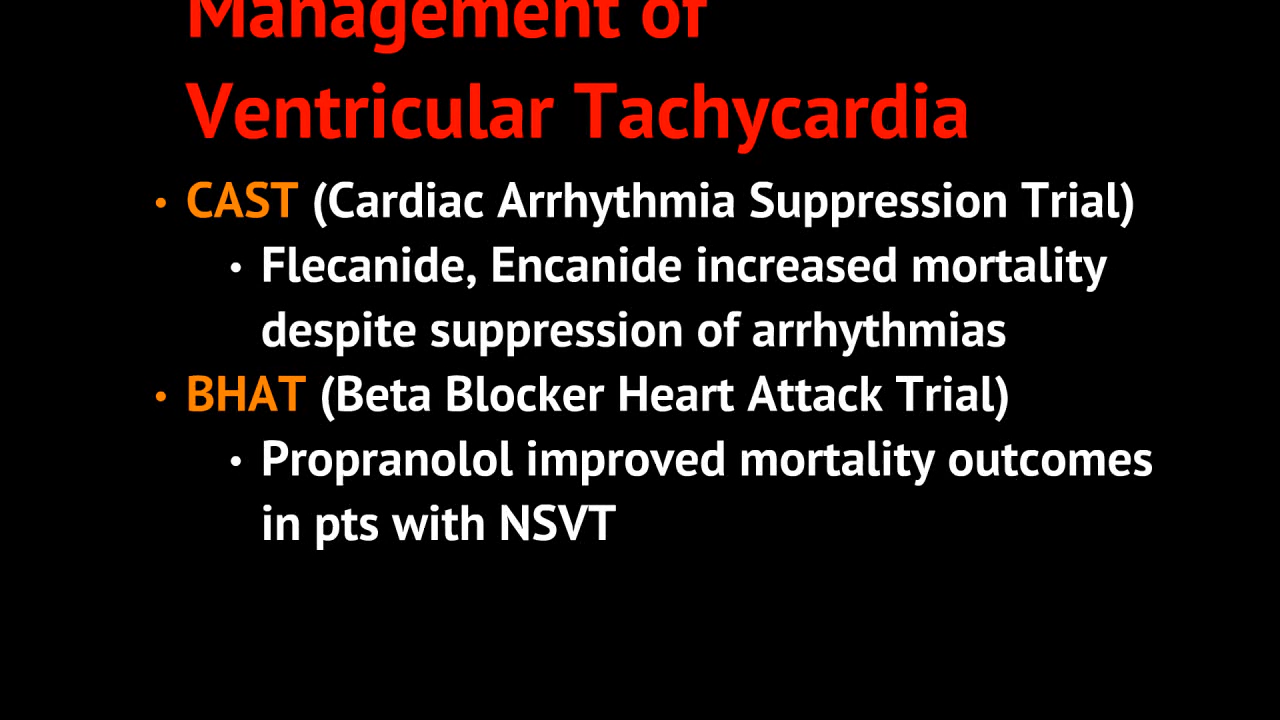 Management of
Ventricular Tachycardia
• CAST (Cardiac Arrhythmia Suppression Trial)
• Flecanide, Encanide increased mortality
despite suppression of arrhythmias
• BHAT (Beta Blocker Heart Attack Trial)
• Propranolol improved mortality outcomes
in pts with NSVT